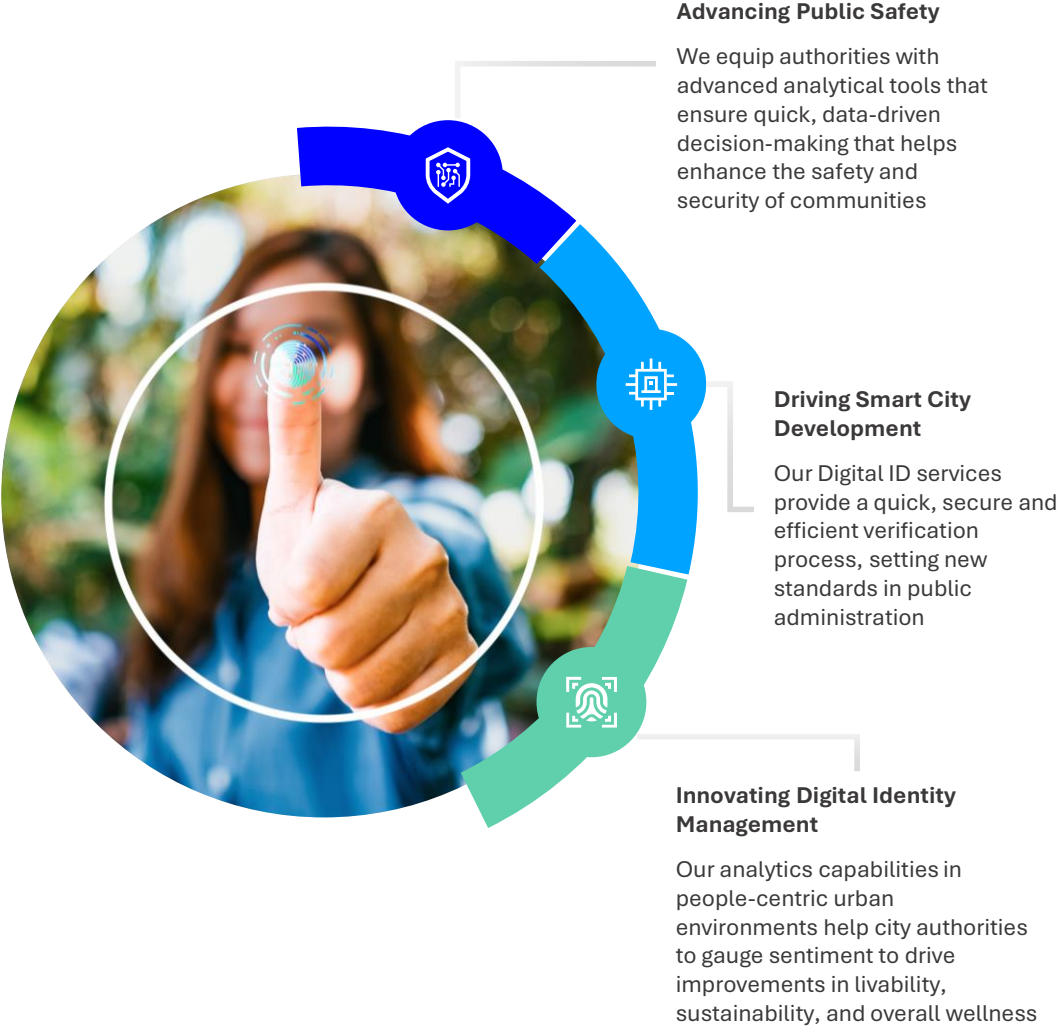 Advancing Public Safety
We equip authorities with
advanced analytical tools that
ensure quick, data-driven
decision-making that helps
enhance the safety and
security of communities
Driving Smart City
Development
Our Digital ID services
provide a quick, secure and
efficient verification
process, setting new
standards in public
administration
Innovating Digital Identity
Management
Our analytics capabilities in
people-centric urban
environments help city authorities
to gauge sentiment to drive
improvements in livability,
sustainability, and overall wellness